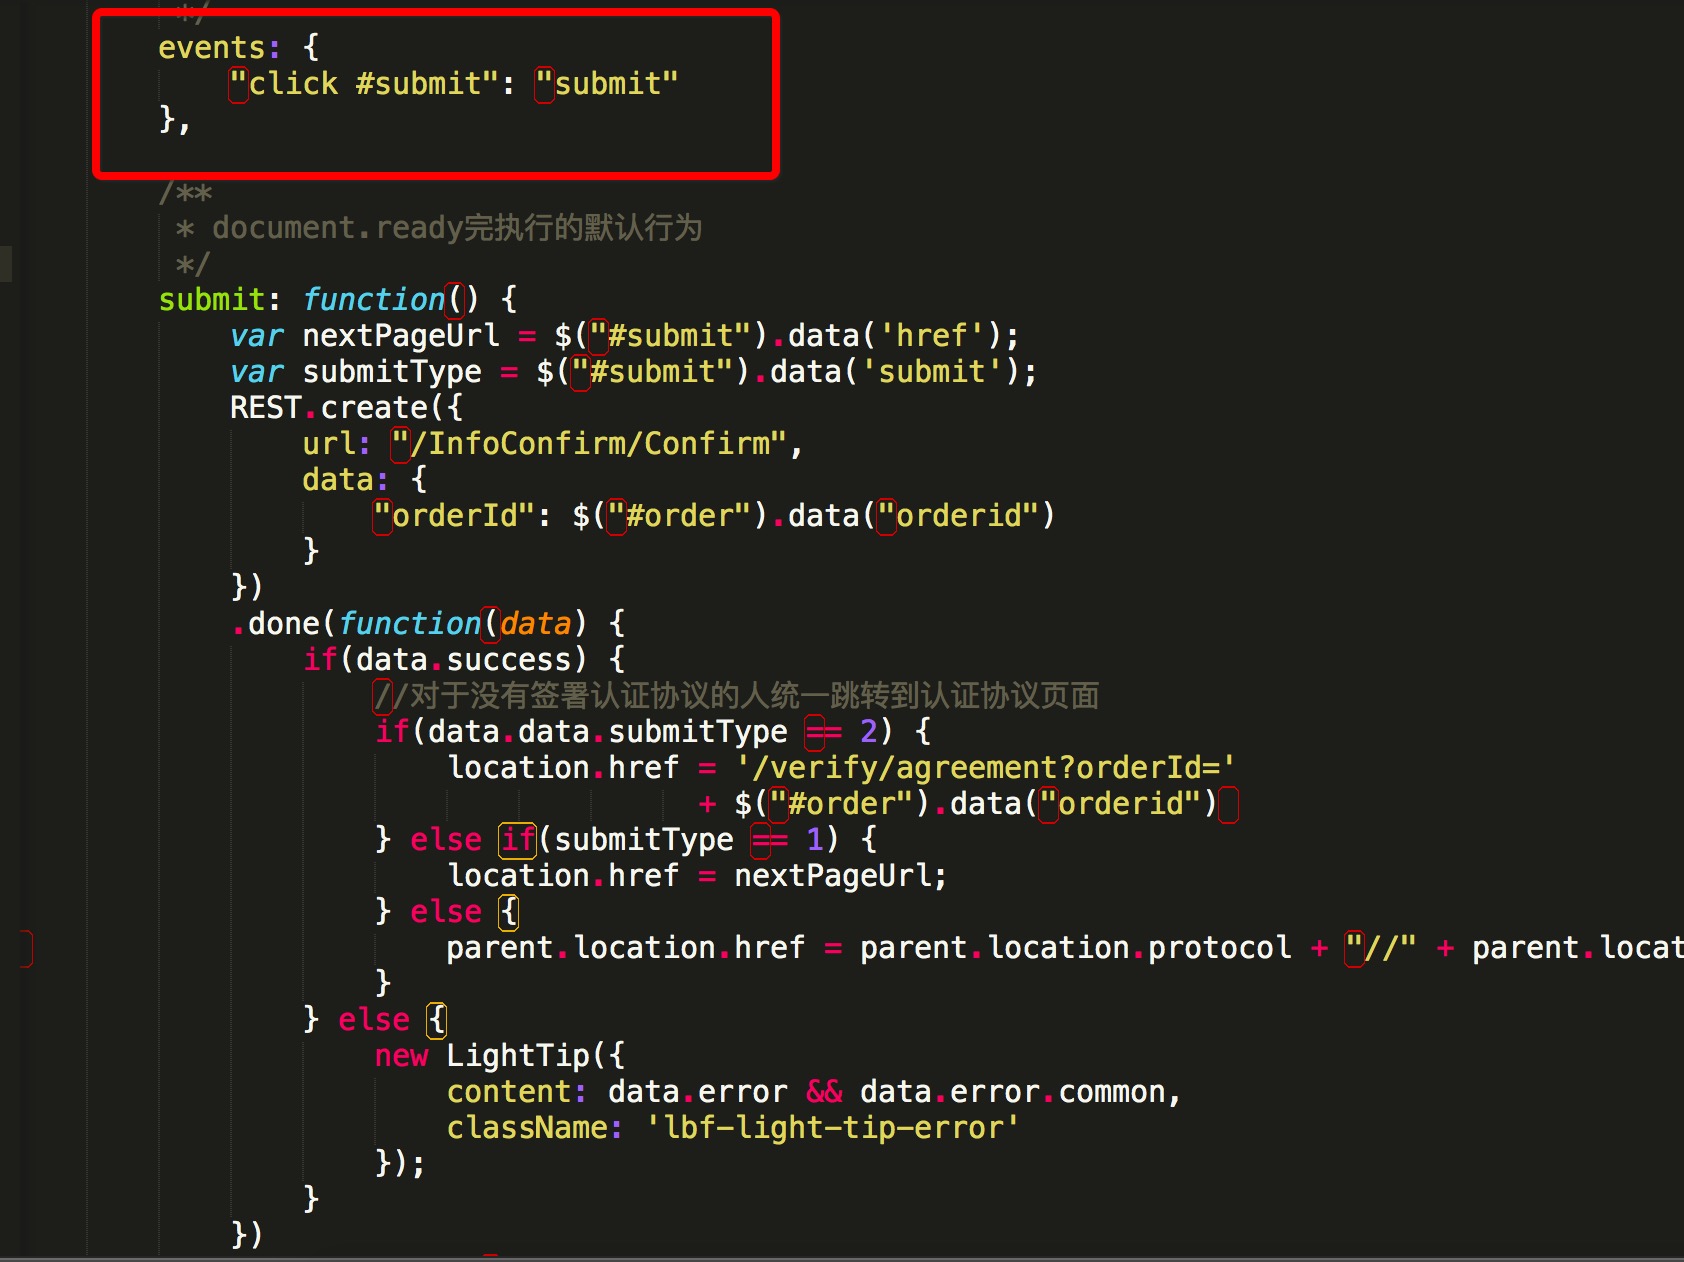 */
events: {
"click #submit": "submit"
},
/**
* document.ready完执行的默认行为
*/
submit: function() {
var nextPageUrl = $("#submit").data('href');
var submitType = $("#submit").data('submit');
REST.create({
url: "/InfoConfirm/Confirm",
data: {
"orderId": $("#order").data("orderid")
}
})
.done(function(data) {
if(data.success) {
//对于没有签署认证协议的人统一跳转到认证协议页面
if(data.data.submitType == 2) {
location.href = '/verify/agreement?orderId='
+ $("#order").data("orderid")
} else if(submitType == 1) {
location.href = nextPageUrl;
} else {
parent.location.href = parent.location.protocol + "//" + parent.locat
}
} else {
new LightTip({
content: data.error && data.error.common,
className: 'lbf-light-tip-error'
});
}
})